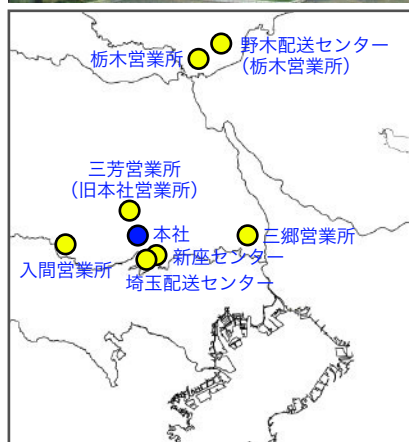 野木配送センター
(栃木営業所)
栃木営業所
三芳営業所
(旧本社営業所)
本社
三郷営業所
新座センター
入間営業所
埼玉配送センター